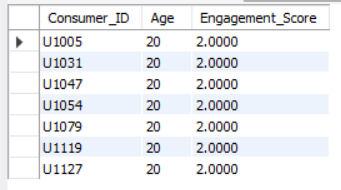 Consumer_ID Age Engagement_Score
U1005 20 2.0000
U1031 20 2.0000
U1047 20 2.0000
U1054 20 2.0000
U1079 20 2.0000
U1119 20 2.0000
U1127 20 2.0000